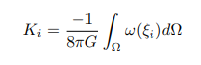 $K_i = \frac{-1}{8\pi G} \int_{\Omega} \omega(\xi_i) d\Omega$